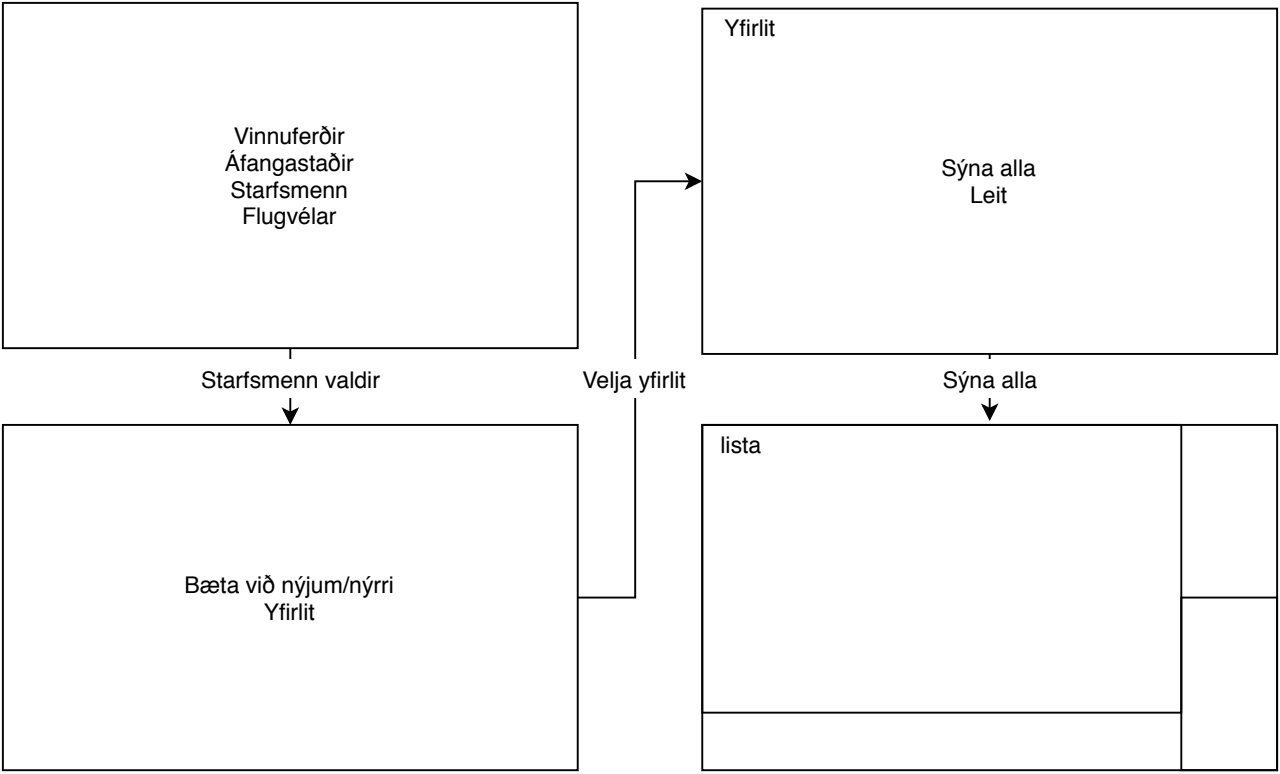 Vinnuferðir
Áfangastaðir
Starfsmenn
Flugvélar
Starfsmenn valdir
Bæta við nýjum/nýrri
Yfirlit
Velja yfirlit
Yfirlit
Sýna alla
Leit
Sýna alla
lista